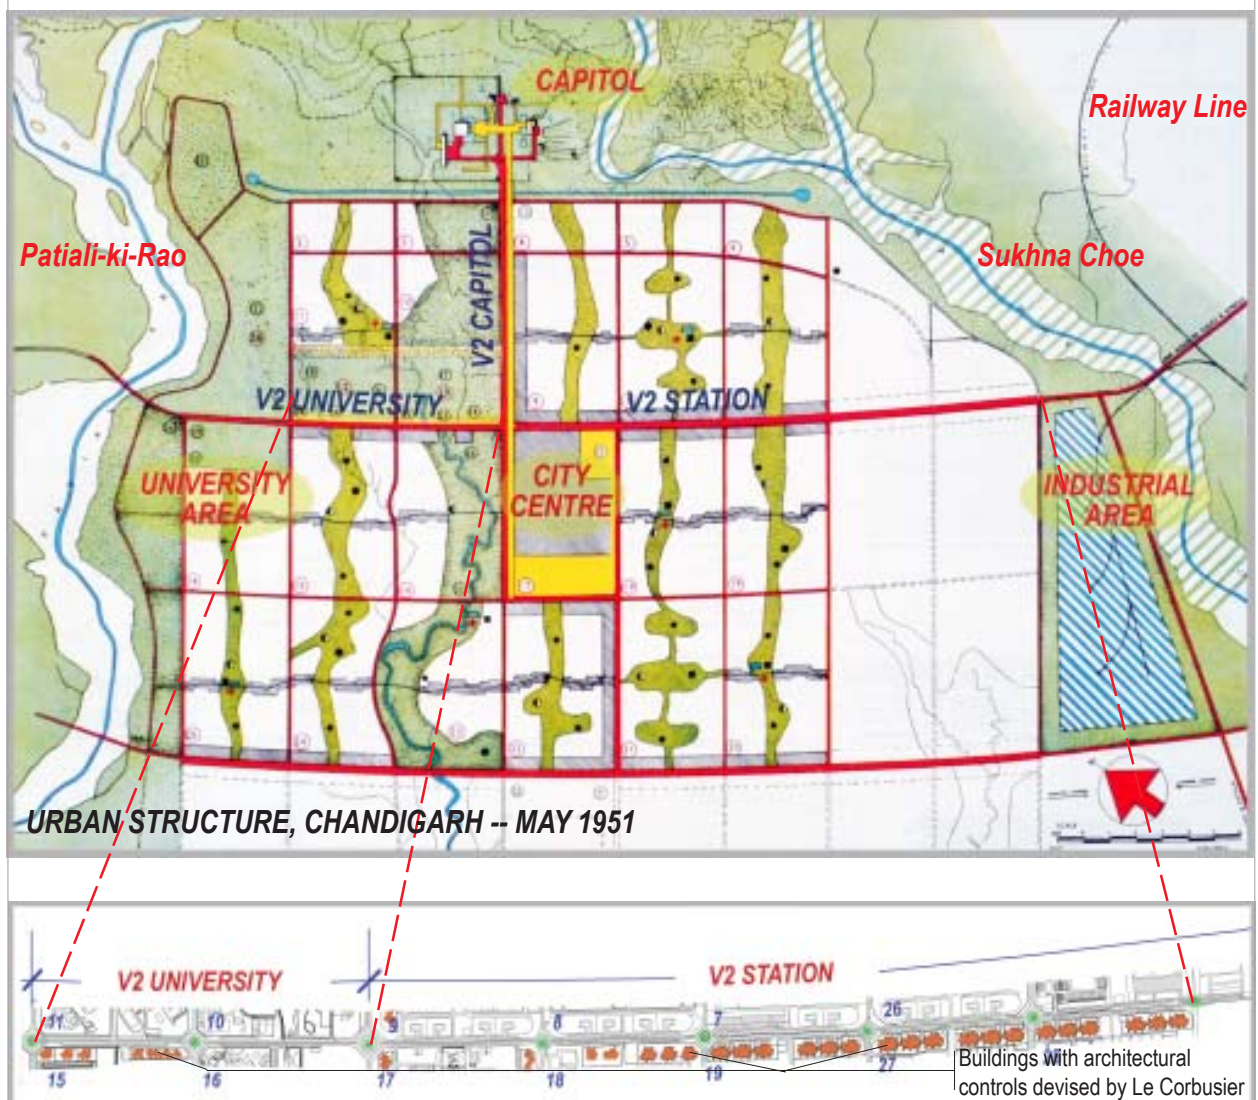 CAPITOL
Railway Line
Patiali-ki-Rao
Sukhna Choe
V2 CAPITOL
V2 UNIVERSITY
V2 STATION
UNIVERSITY
AREA
CITY
CENTRE
INDUSTRIAL
AREA
URBAN STRUCTURE, CHANDIGARH -- MAY 1951
V2 UNIVERSITY
V2 STATION
11
10
9
8
7
26
15
16
17
18
19
27
Buildings with architectural
controls devised by Le Corbusier